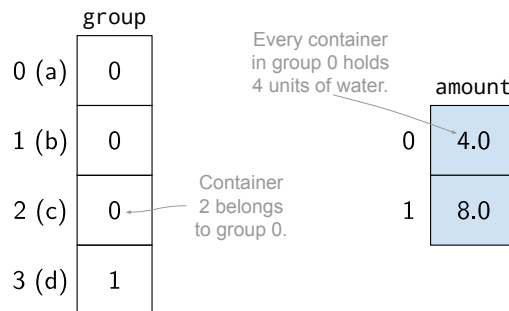 group
0 (a) 0
1 (b) 0
2 (c) 0
3 (d) 1
Container
2 belongs
to group 0.
Every container
in group 0 holds
4 units of water.
amount
0 4.0
1 8.0